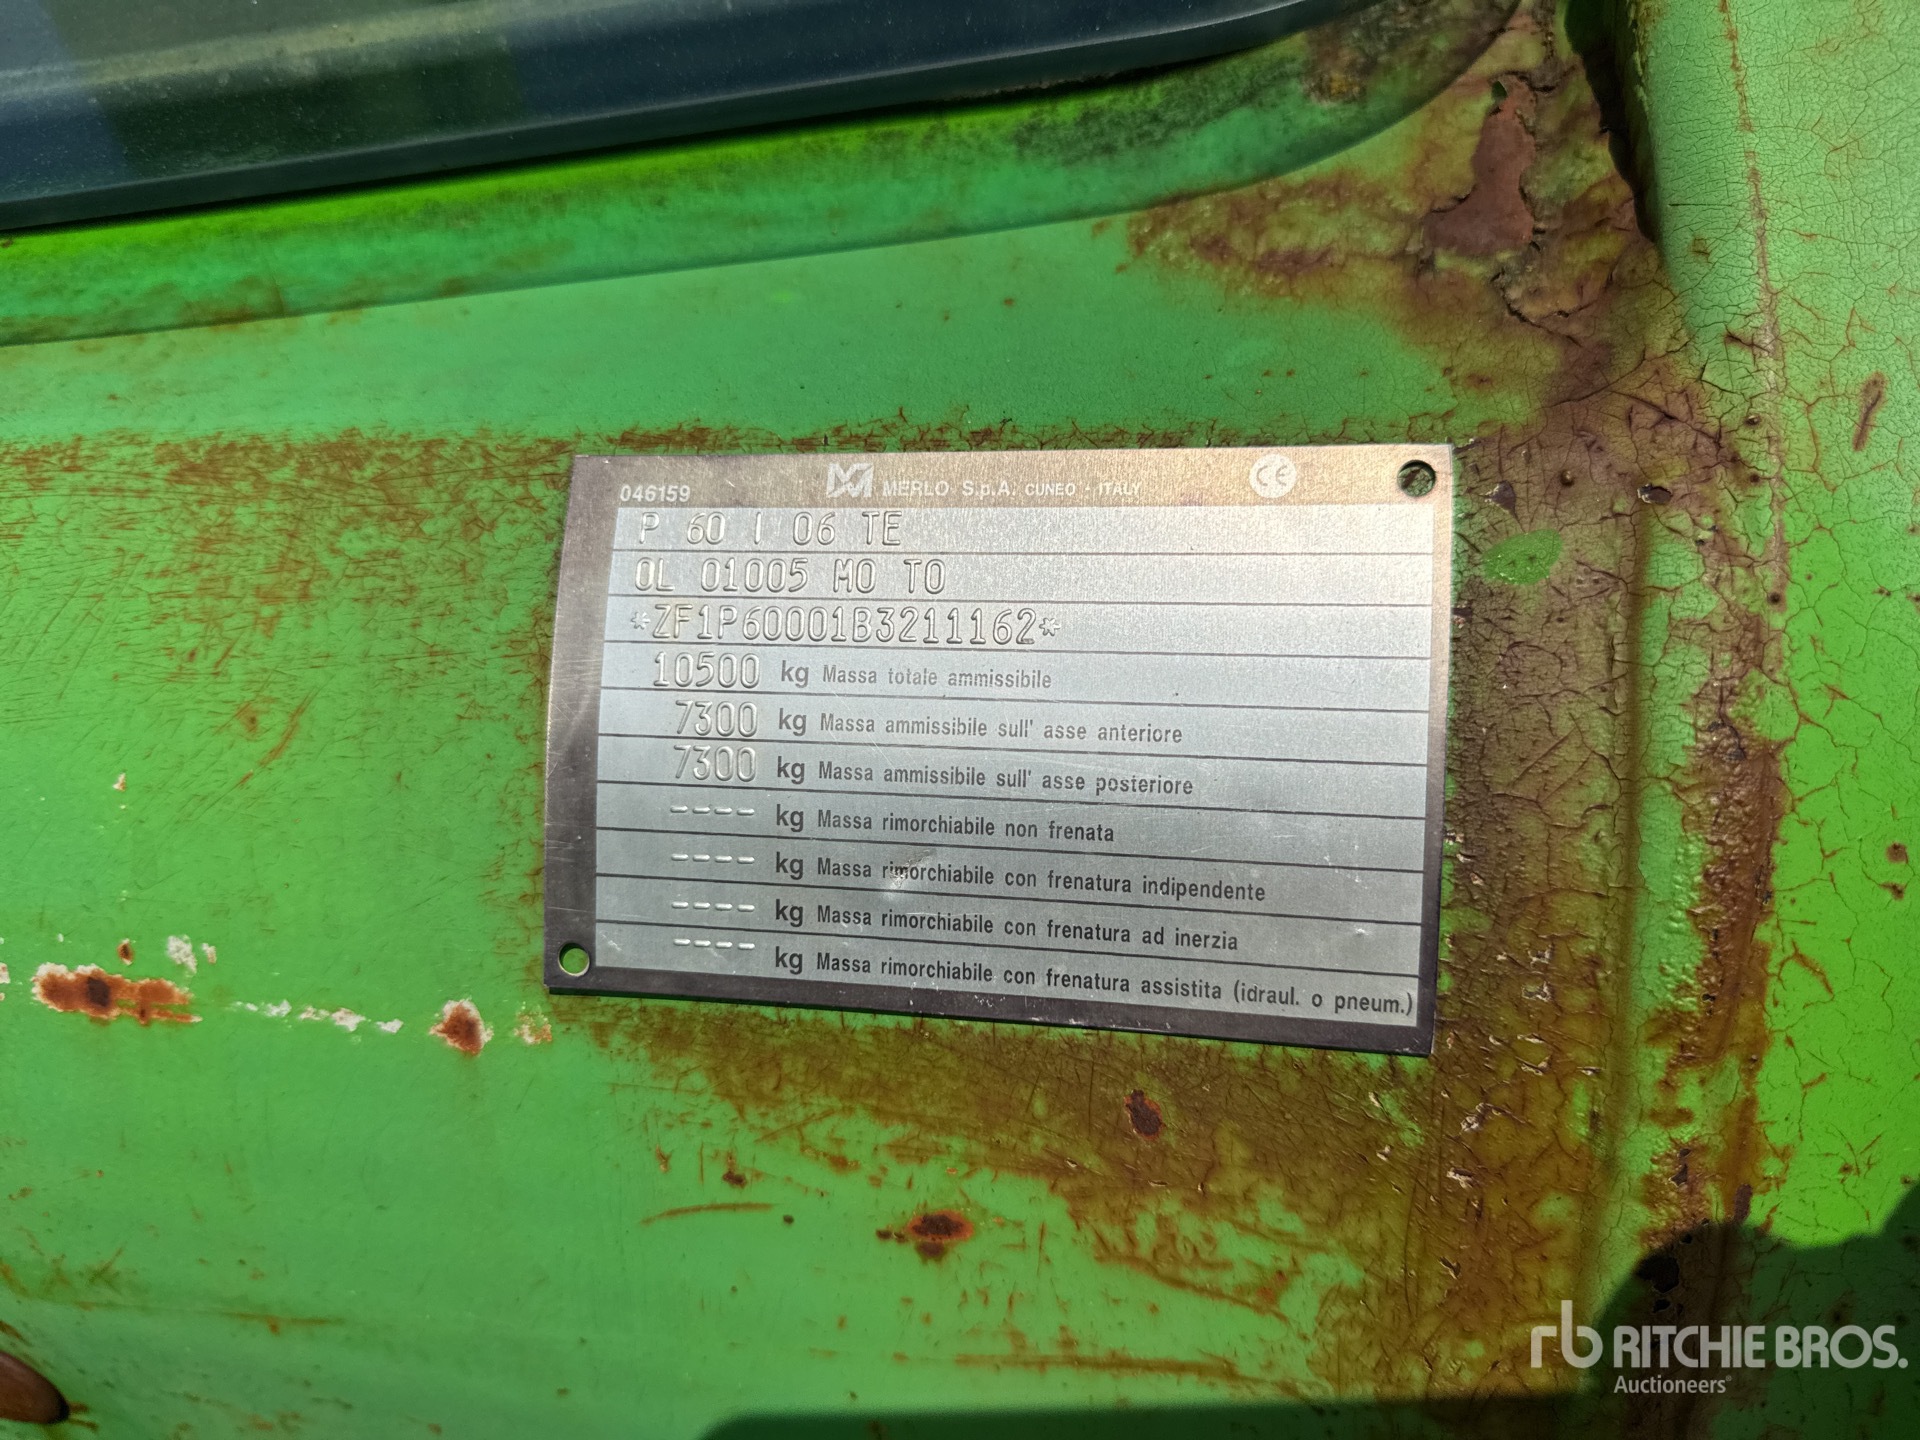 046159 MERLO S.p.A. CUNEO - ITALY CE
P 60 I 06 TE
OL 01005 MO TO
*ZF1P60001B3211162*
10500 kg Massa totale ammissibile
7300 kg Massa ammissibile sull' asse anteriore
7300 kg Massa ammissibile sull' asse posteriore
---- kg Massa rimorchiabile non frenata
---- kg Massa rimorchiabile con frenatura indipendente
---- kg Massa rimorchiabile con frenatura ad inerzia
---- kg Massa rimorchiabile con frenatura assistita (idraul. o pneum.)
rb RITCHIE BROS.
Auctioneers